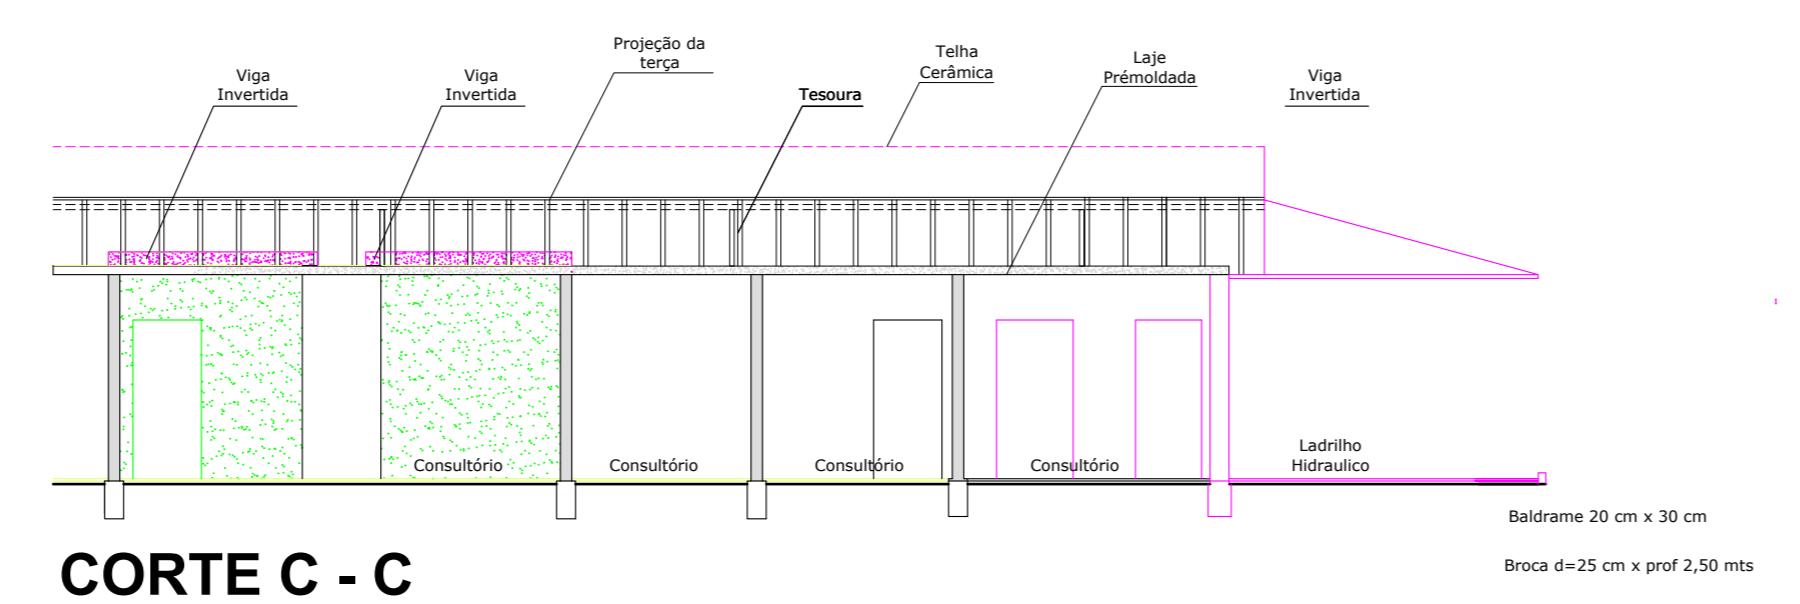 Projeção da
terça
Telha
Cerâmica
Laje
Prémoldada
Viga
Invertida
Viga
Invertida
Tesoura
Viga
Invertida
Consultório
Consultório
Consultório
Consultório
Ladrilho
Hidraulico
Baldrame 20 cm x 30 cm
Broca d=25 cm x prof 2,50 mts
CORTE C - C